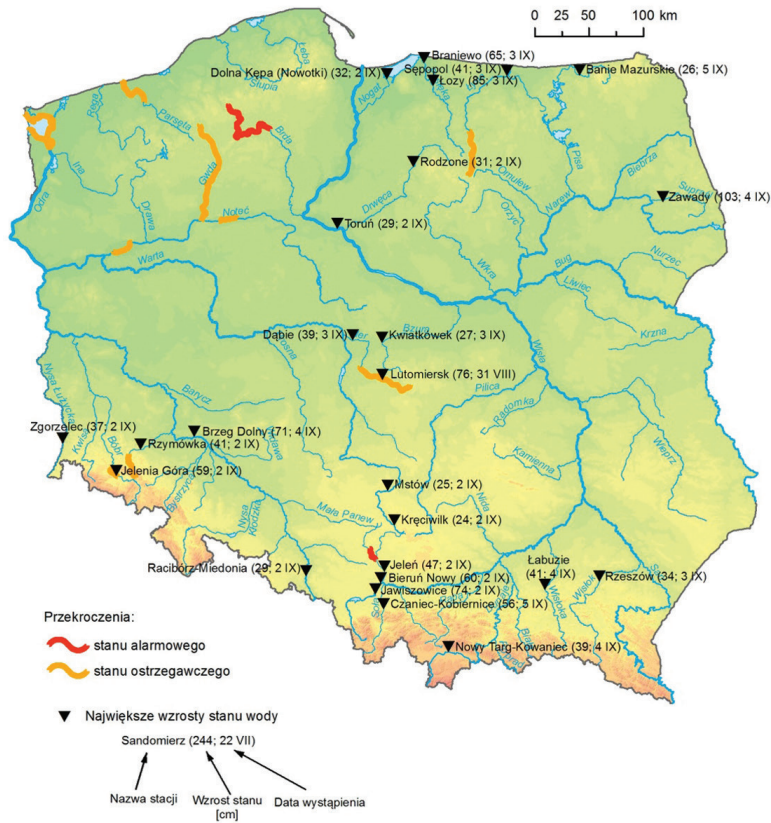 0 25 50 100 km
Braniewo (65; 3 IX)
Dolna Kępa (Nowotki) (32; 2 IX)
Sępopol (41; 3 IX)
Banie Mazurskie (26; 5 IX)
Łozy (85; 3 IX)
Łeba
Słupia
Nogat
Rega
Parsęta
Brda
Pisa
Biebrza
Rodzone (31; 2 IX)
Omulew
Ina
Gwda
Drwęca
Narew
Supraśl
Zawady (103; 4 IX)
Odra
Drawa
Orzyc
Noteć
Toruń (29; 2 IX)
Wkra
Nurzec
Warta
Bug
Liwiec
Krzna
Bzura
Dąbie (39; 3 IX)
Ner
Kwiatkówek (27; 3 IX)
Prosna
Wisła
Lutomiersk (76; 31 VIII)
Nysa Łużycka
Barycz
Pilica
Radomka
Zgorzelec (37; 2 IX)
Kwisa
Bóbr
Brzeg Dolny (71; 4 IX)
Rzymówka (41; 2 IX)
Wieprz
Kamienna
Jelenia Góra (59; 2 IX)
Bystrzyca
Mstów (25; 2 IX)
Nida
Mała Panew
Nysa
Kłodzka
Kręciwilk (24; 2 IX)
Racibórz-Miedonia (29; 2 IX)
Jeleń (47; 2 IX)
Łabuzie
(41; 4 IX)
Bieruń Nowy (60; 2 IX)
Rzeszów (34; 3 IX)
Jawiszowice (74; 2 IX)
Wisłoka
Wisłok
Soła
Czaniec-Kobiernice (56; 5 IX)
Nowy Targ-Kowaniec (39; 4 IX)
Przekroczenia:
stanu alarmowego
stanu ostrzegawczego
Największe wzrosty stanu wody
Sandomierz (244; 22 VII)
Nazwa stacji
Wzrost stanu
[cm]
Data wystąpienia